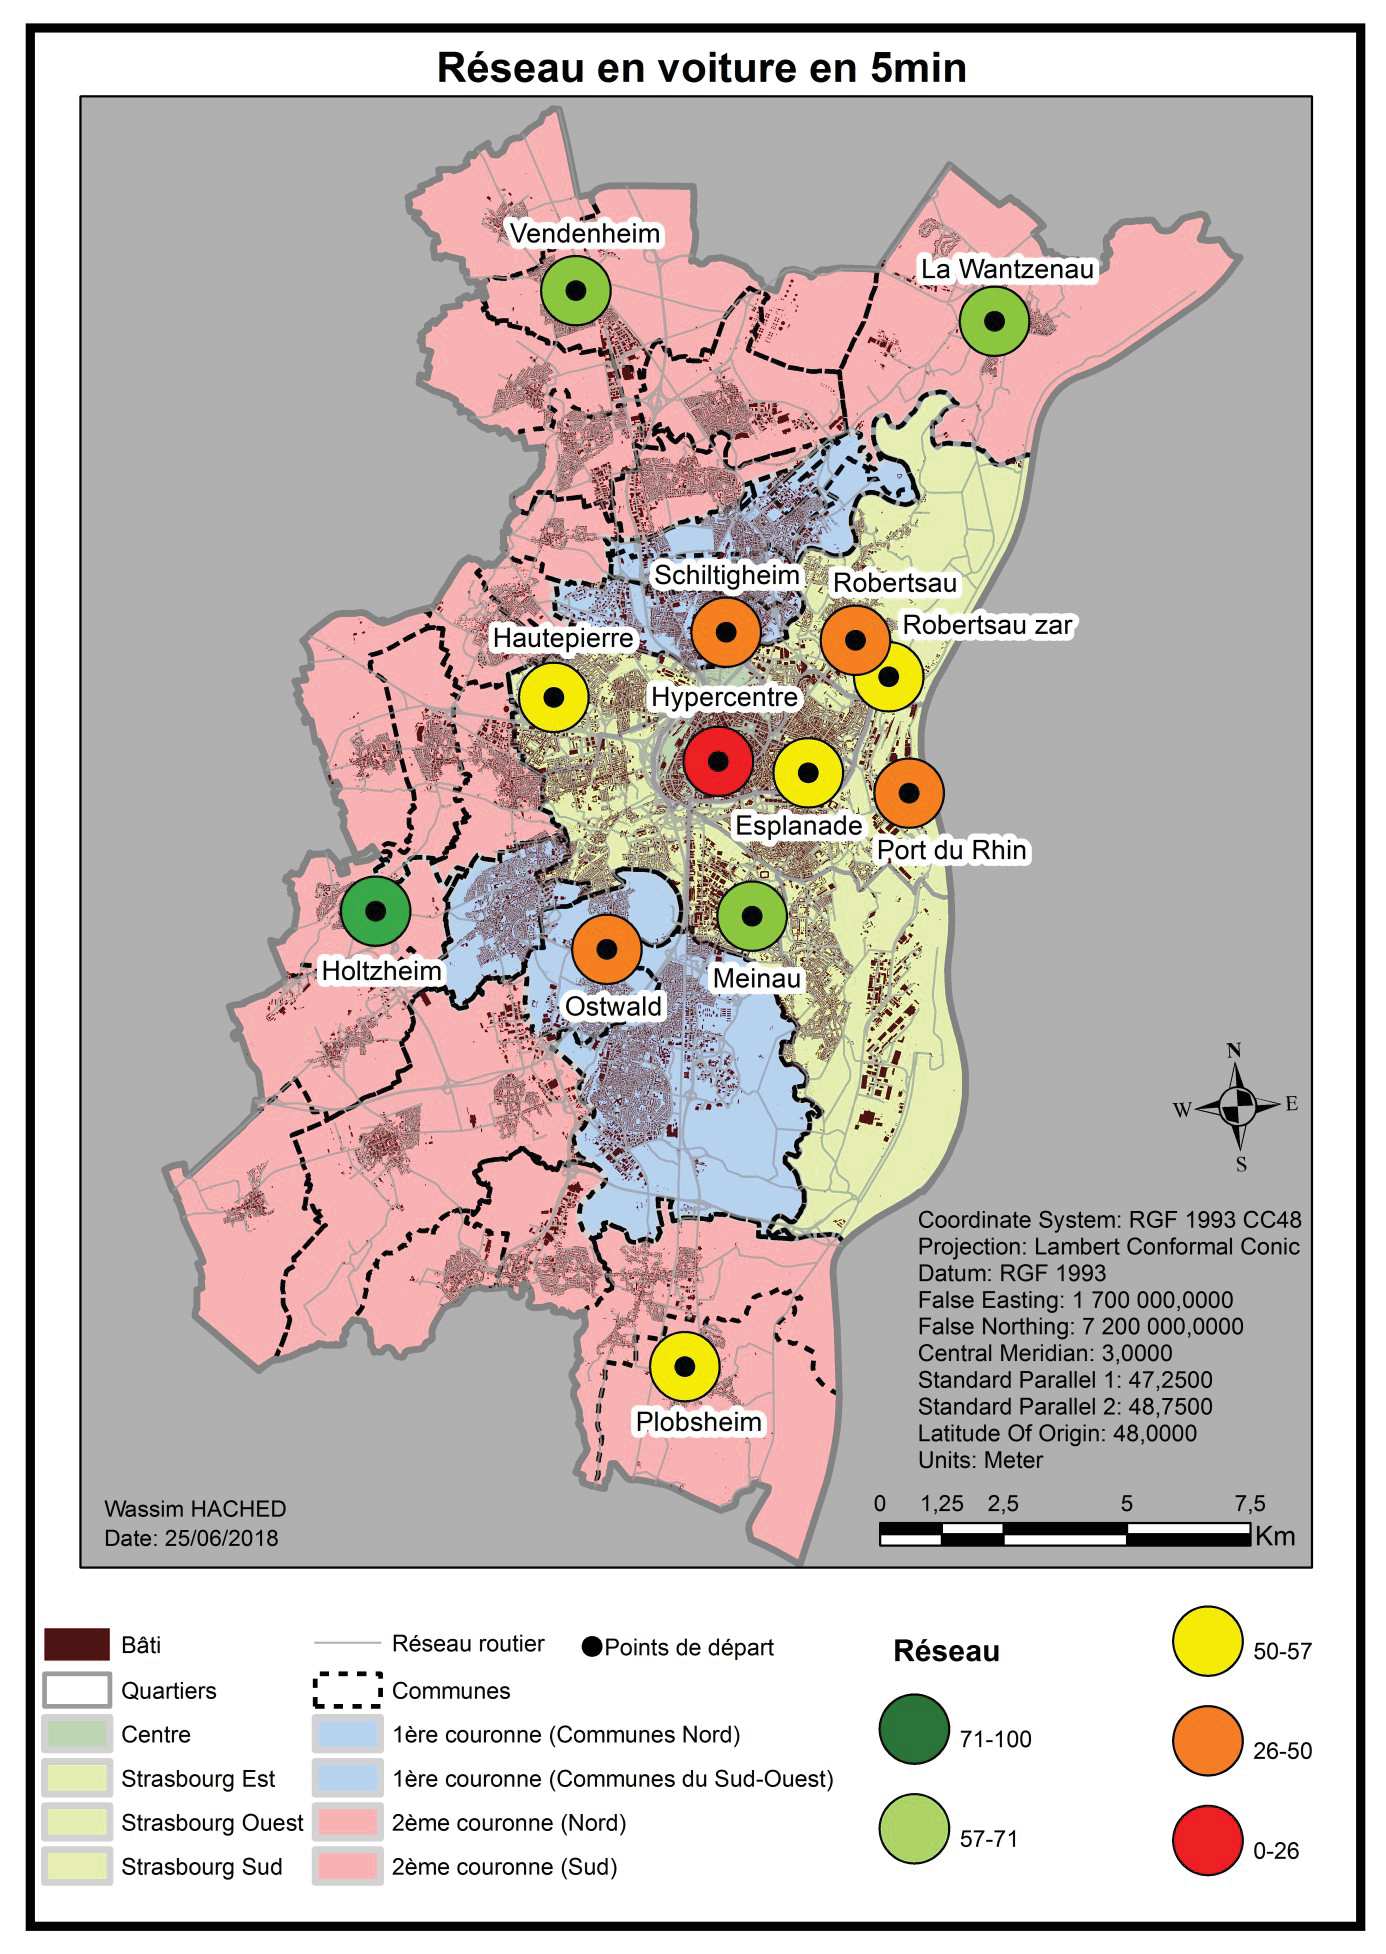 Réseau en voiture en 5min
Vendenheim
La Wantzenau
Schiltigheim
Robertsau
Robertsau zar
Hautepierre
Hypercentre
Esplanade
Port du Rhin
Holtzheim
Meinau
Ostwald
Plobsheim
N
W
E
S
Coordinate System: RGF 1993 CC48
Projection: Lambert Conformal Conic
Datum: RGF 1993
False Easting: 1 700 000,0000
False Northing: 7 200 000,0000
Central Meridian: 3,0000
Standard Parallel 1: 47,2500
Standard Parallel 2: 48,7500
Latitude Of Origin: 48,0000
Units: Meter
0 1,25 2,5 5 7,5
Km
Wassim HACHED
Date: 25/06/2018
Bâti
Quartiers
Centre
Strasbourg Est
Strasbourg Ouest
Strasbourg Sud
Réseau routier
Communes
1ère couronne (Communes Nord)
1ère couronne (Communes du Sud-Ouest)
2ème couronne (Nord)
2ème couronne (Sud)
Points de départ
Réseau
71-100
57-71
50-57
26-50
0-26